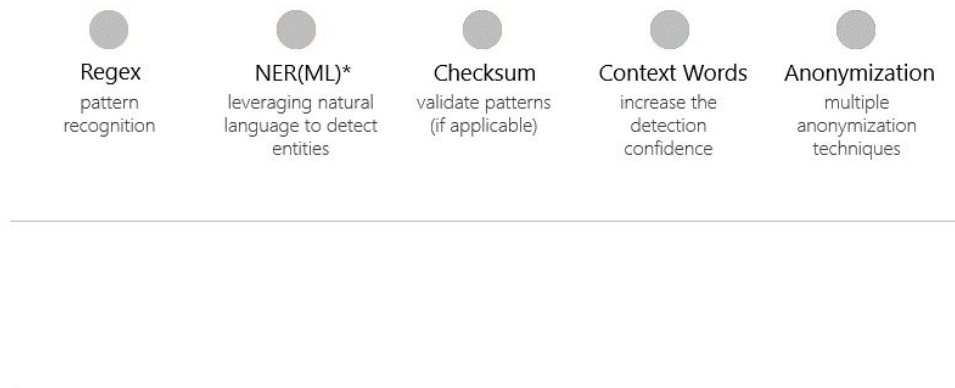 Regex
pattern
recognition
NER(ML)*
leveraging natural
language to detect
entities
Checksum
validate patterns
(if applicable)
Context Words
increase the
detection
confidence
Anonymization
multiple
anonymization
techniques